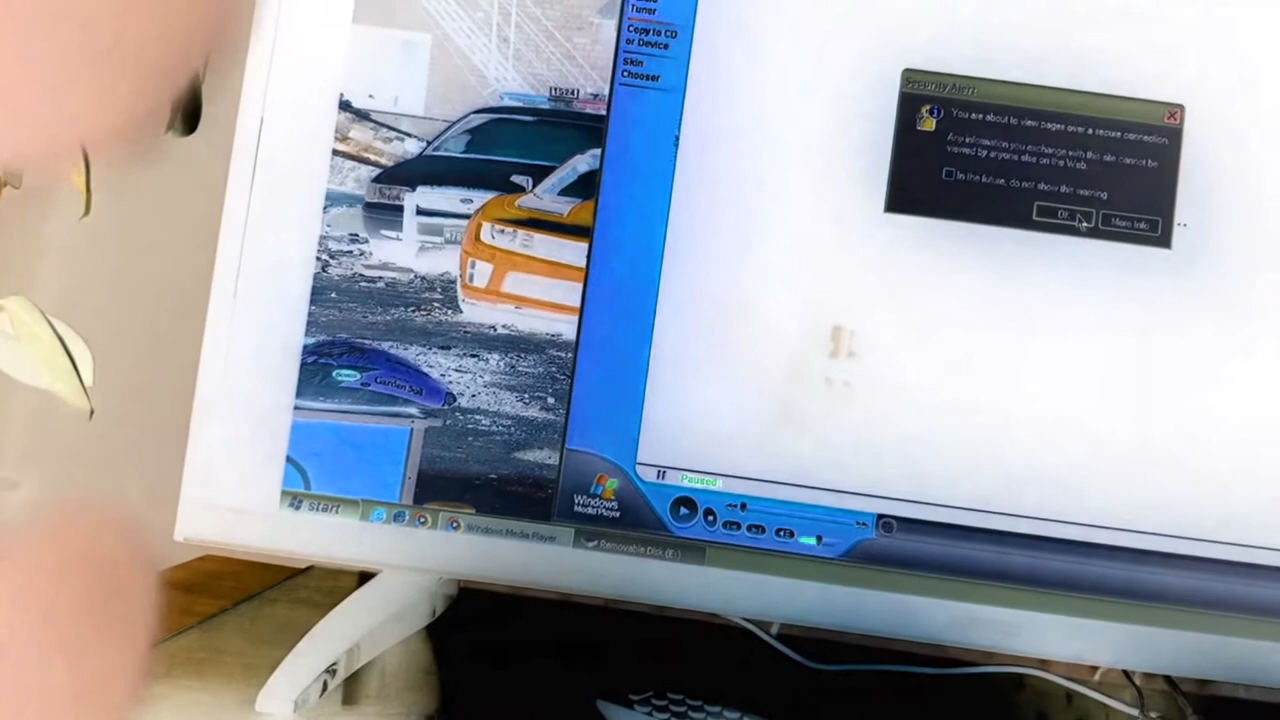 Tuner
Copy to CD
or Device
Skin
Chooser
1524
Security Alert
You are about to view pages over a secure connection.
Any information you exchange with this site cannot be
viewed by anyone else on the Web.
In the future, do not show this warning
OK
More Info
Scotts
Garden Soil
Paused
Windows
Media Player
start
Windows Media Player
Removable Disk (E:)